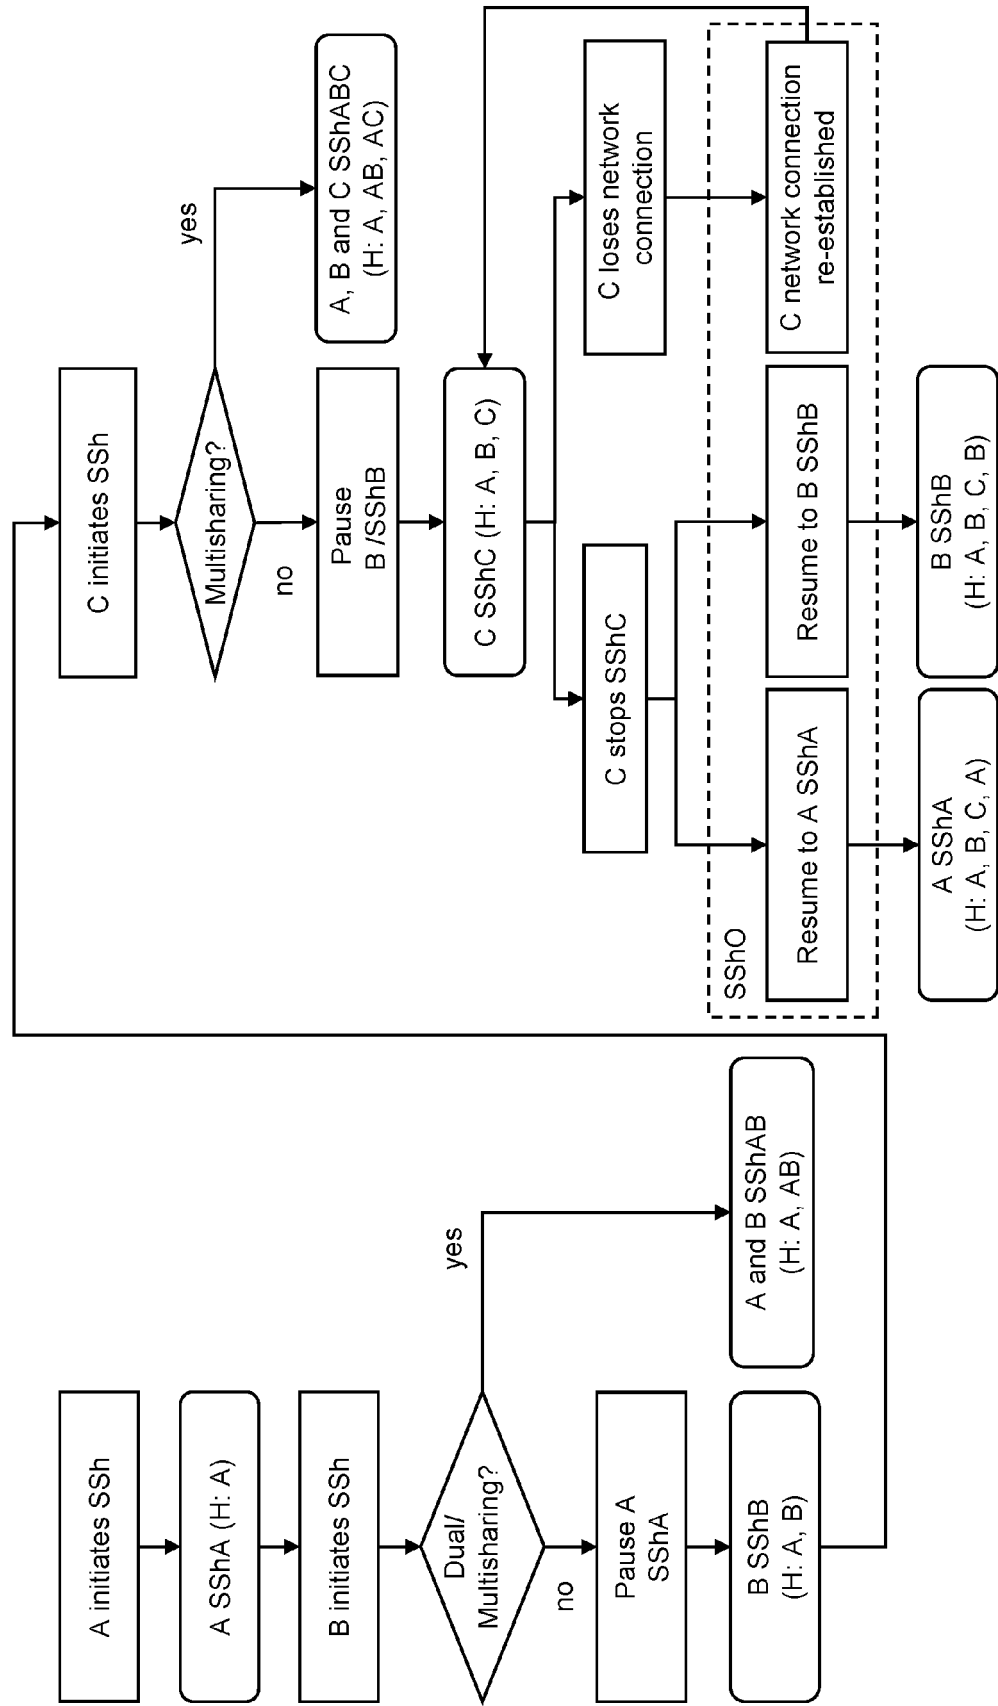 A initiates SSh
A SShA (H: A)
B initiates SSh
Dual/
Multisharing?
yes
no
Pause A
SShA
A and B SShAB
(H: A, AB)
B SShB
(H: A, B)
C initiates SSh
Multisharing?
yes
no
A, B and C SShABC
(H: A, AB, AC)
Pause
B /SShB
C SShC (H: A, B, C)
C stops SShC
C loses network
connection
SShO
Resume to A SShA
Resume to B SShB
C network connection
re-established
A SShA
(H: A, B, C, A)
B SShB
(H: A, B, C, B)